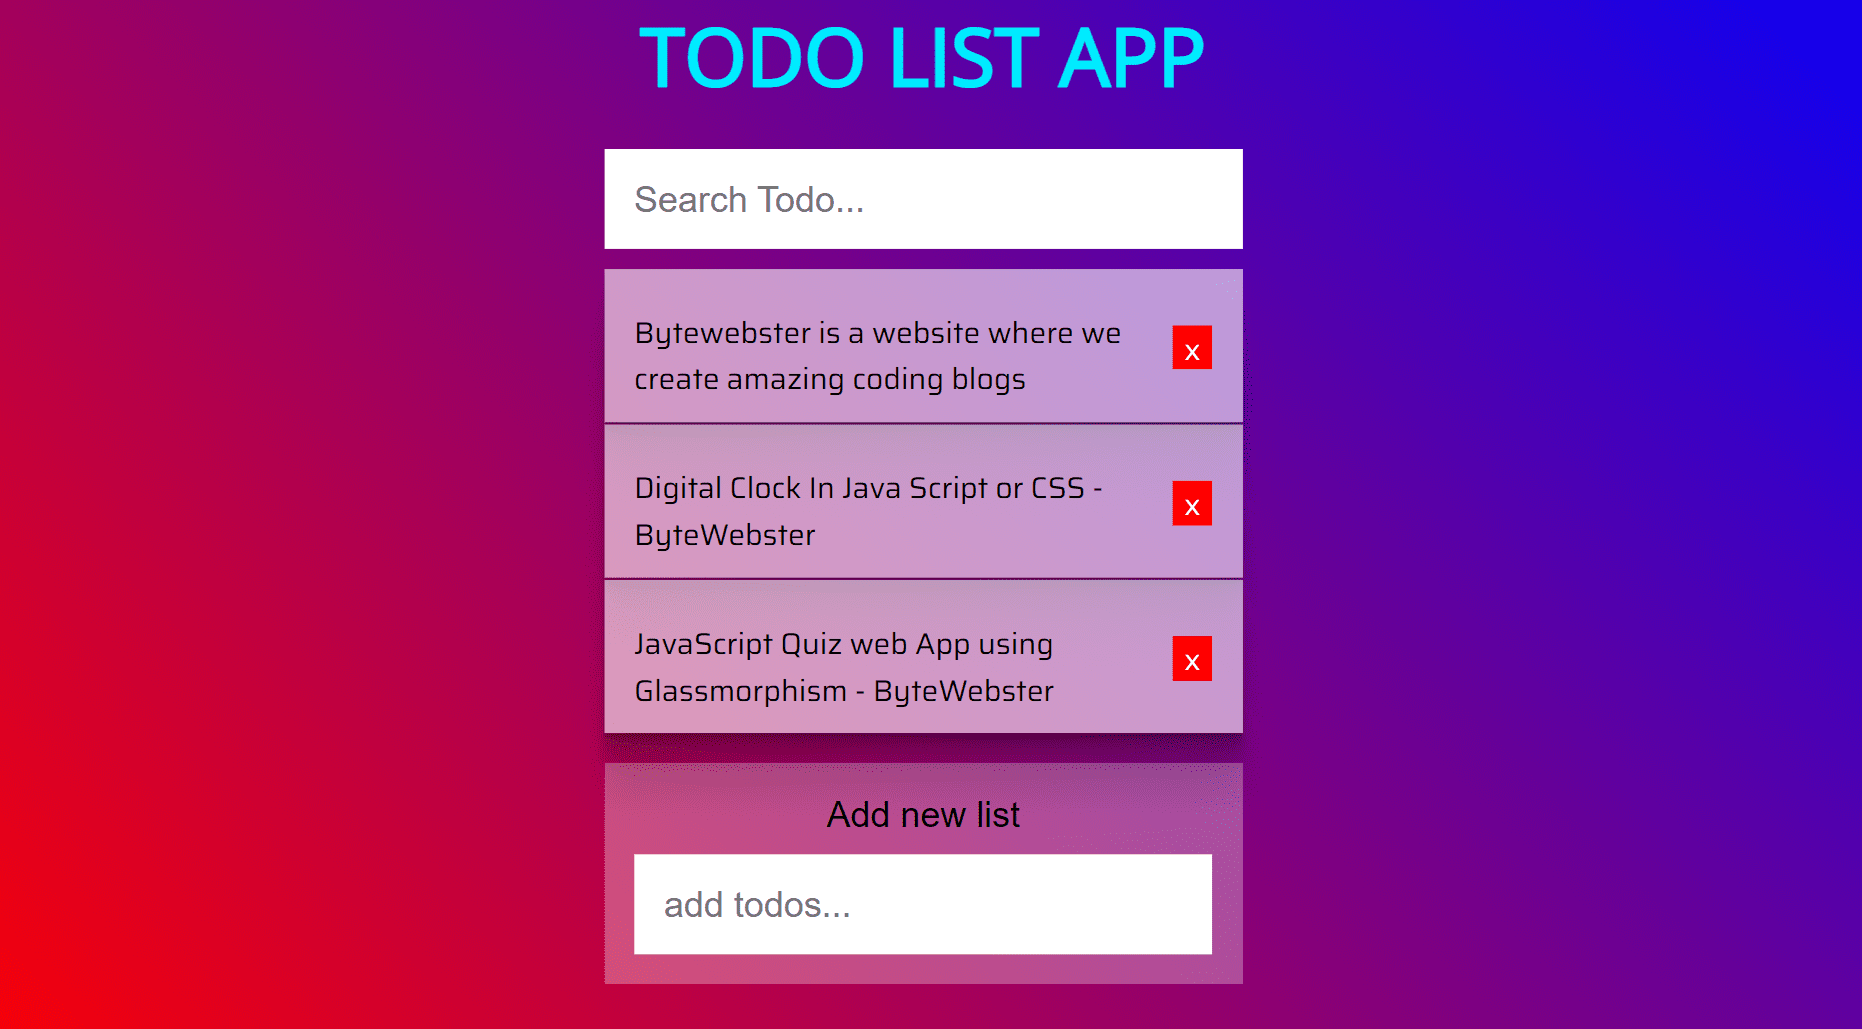 TODO LIST APP
Search Todo...
Bytewebster is a website where we
create amazing coding blogs
x
Digital Clock In Java Script or CSS -
ByteWebster
x
JavaScript Quiz web App using
Glassmorphism - ByteWebster
x
Add new list
add todos...